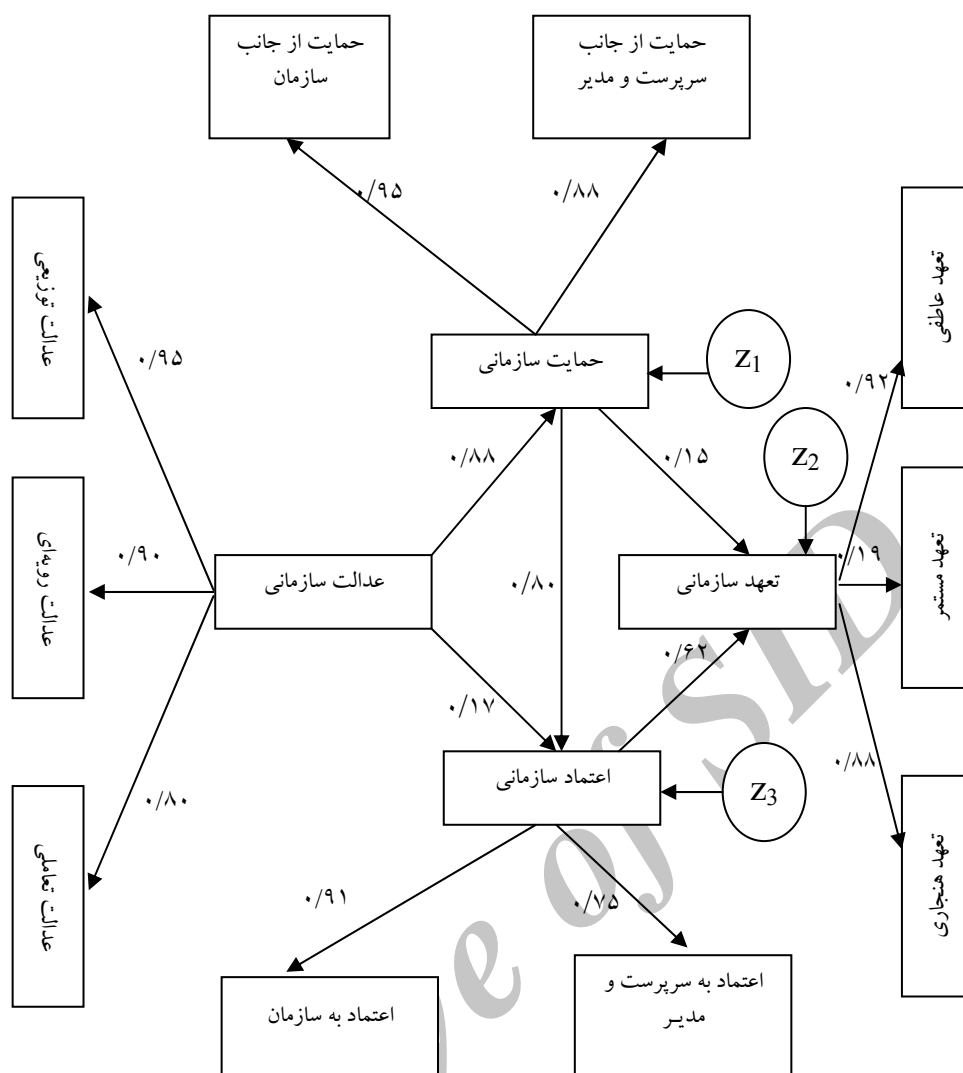 حمایت از جانب
سازمان
حمایت از جانب
سرپرست و مدیر
۰/۹۵
۰/۸۸
عدالت توزیعی
تعهد عاطفی
حمایت سازمانی
z1
۰/۹۵
۰/۹۲
z2
۰/۸۸
۰/۱۵
عدالت رویه‌ای
۰/۹۰
عدالت سازمانی
۰/۸۰
تعهد سازمانی
۰/۱۹
تعهد مستمر
۰/۶۲
۰/۱۷
اعتماد سازمانی
z3
۰/۸۰
۰/۸۸
عدالت تعاملی
تعهد هنجاری
۰/۹۱
۰/۷۵
اعتماد به سازمان
اعتماد به سرپرست و
مدیـر
e of SID